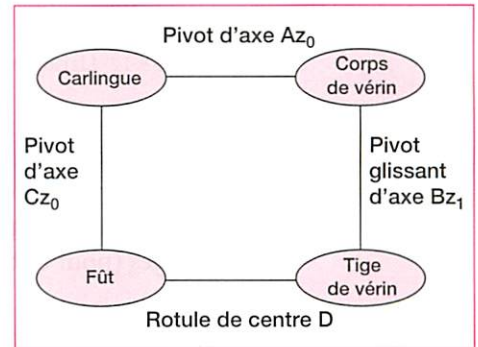 Pivot d'axe Az₀
Carlingue
Corps
de vérin
Pivot
d'axe
Cz₀
Pivot
glissant
d'axe Bz₁
Fût
Tige
de vérin
Rotule de centre D